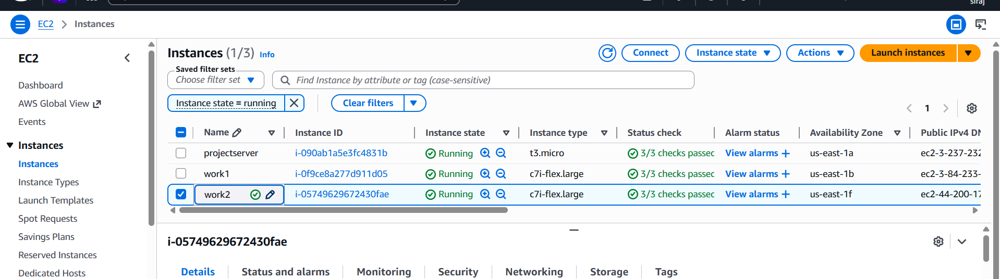 siraj
EC2 > Instances
EC2
Dashboard
AWS Global View
Events
Instances
Instances
Instance Types
Launch Templates
Spot Requests
Savings Plans
Reserved Instances
Dedicated Hosts
Instances (1/3) Info
Connect Instance state Actions Launch instances
Saved filter sets
Choose filter set Find Instance by attribute or tag (case-sensitive)
Instance state = running Clear filters
1
Name Instance ID Instance state Instance type Status check Alarm status Availability Zone Public IPv4 DN
projectserver i-090ab1a5e3fc4831b Running t3.micro 3/3 checks passed View alarms + us-east-1a ec2-3-237-232
work1 i-0f9ce8a277d911d05 Running c7i-flex.large 3/3 checks passed View alarms + us-east-1b ec2-3-84-233-
work2 i-05749629672430fae Running c7i-flex.large 3/3 checks passed View alarms + us-east-1f ec2-44-200-17
i-05749629672430fae
Details Status and alarms Monitoring Security Networking Storage Tags